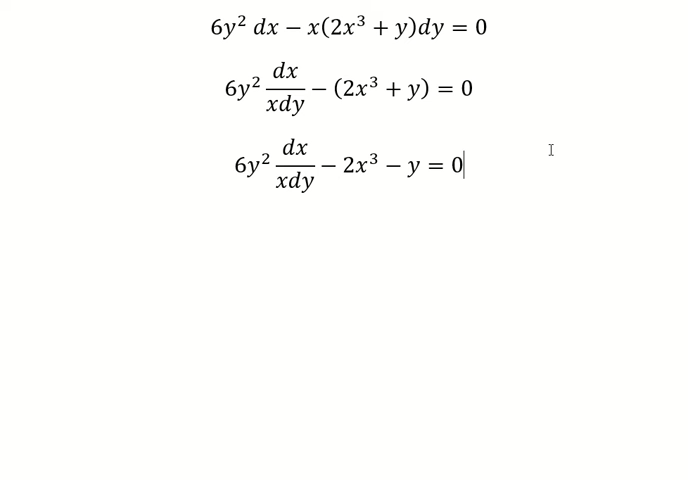 6y² dx − x(2x³ + y)dy = 0
6y² dx/xdy − (2x³ + y) = 0
6y² dx/xdy − 2x³ − y = 0